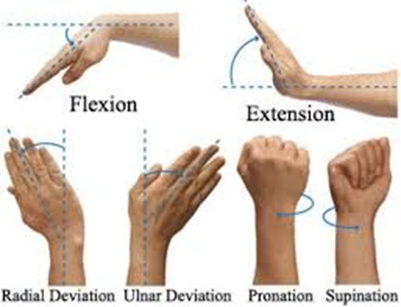 Flexion
Extension
Radial Deviation
Ulnar Deviation
Pronation
Supination